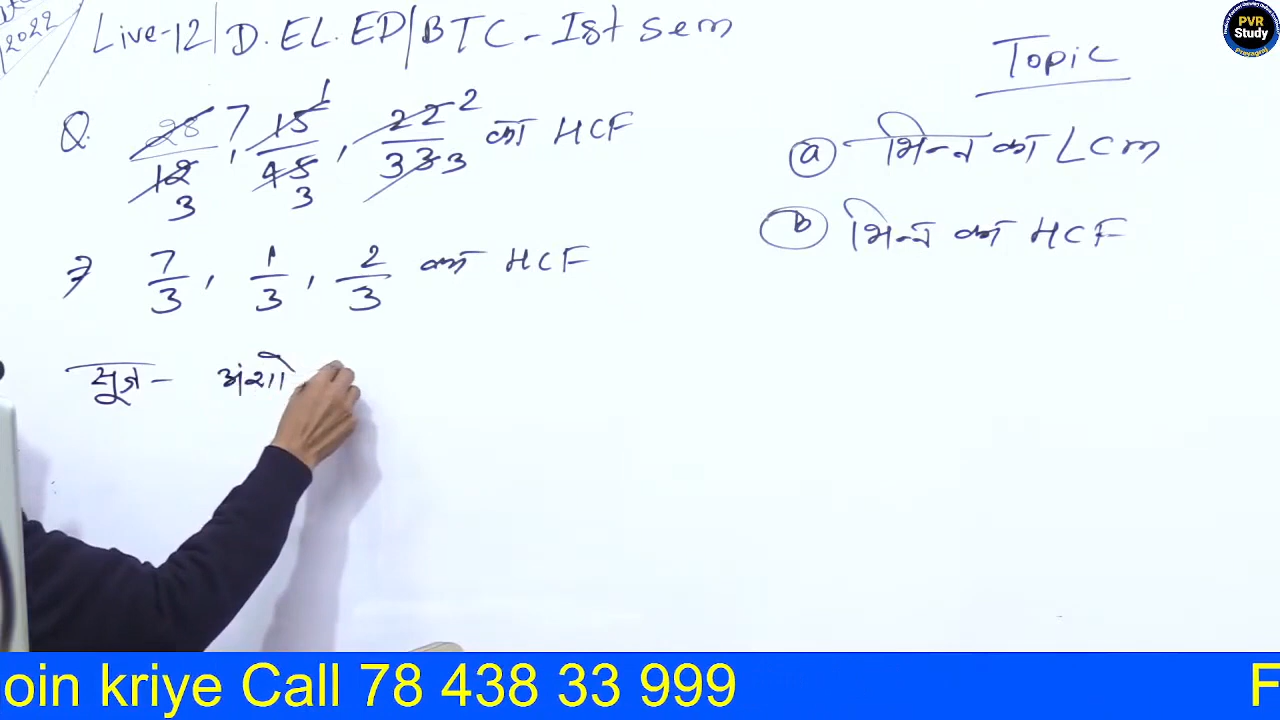 2022
Live-12 | D.EL.ED | BTC - Ist Sem
Topic
Q. 28/12 7/3, 15/45 1/3, 22/33 2/3 का HCF
⇒ 7/3, 1/3, 2/3 का HCF
सूत्र - अंशो
(a) भिन्न का LCM
(b) भिन्न का HCF
PVR
Study
Prayagraj
oin kriye Call 78 438 33 999
F